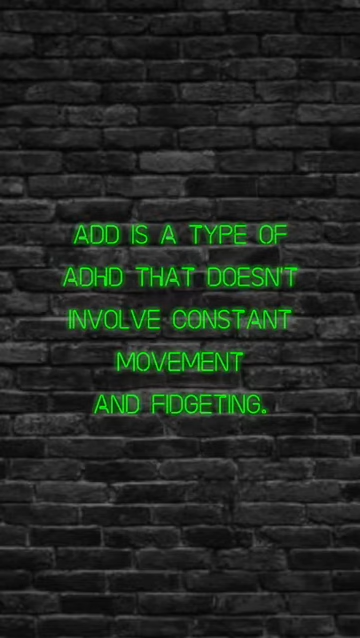 ADD IS A TYPE OF
ADHD THAT DOESN'T
INVOLVE CONSTANT
MOVEMENT
AND FIDGETING.